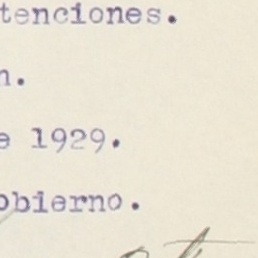 tenciones.
n.
e 1929.
obierno.